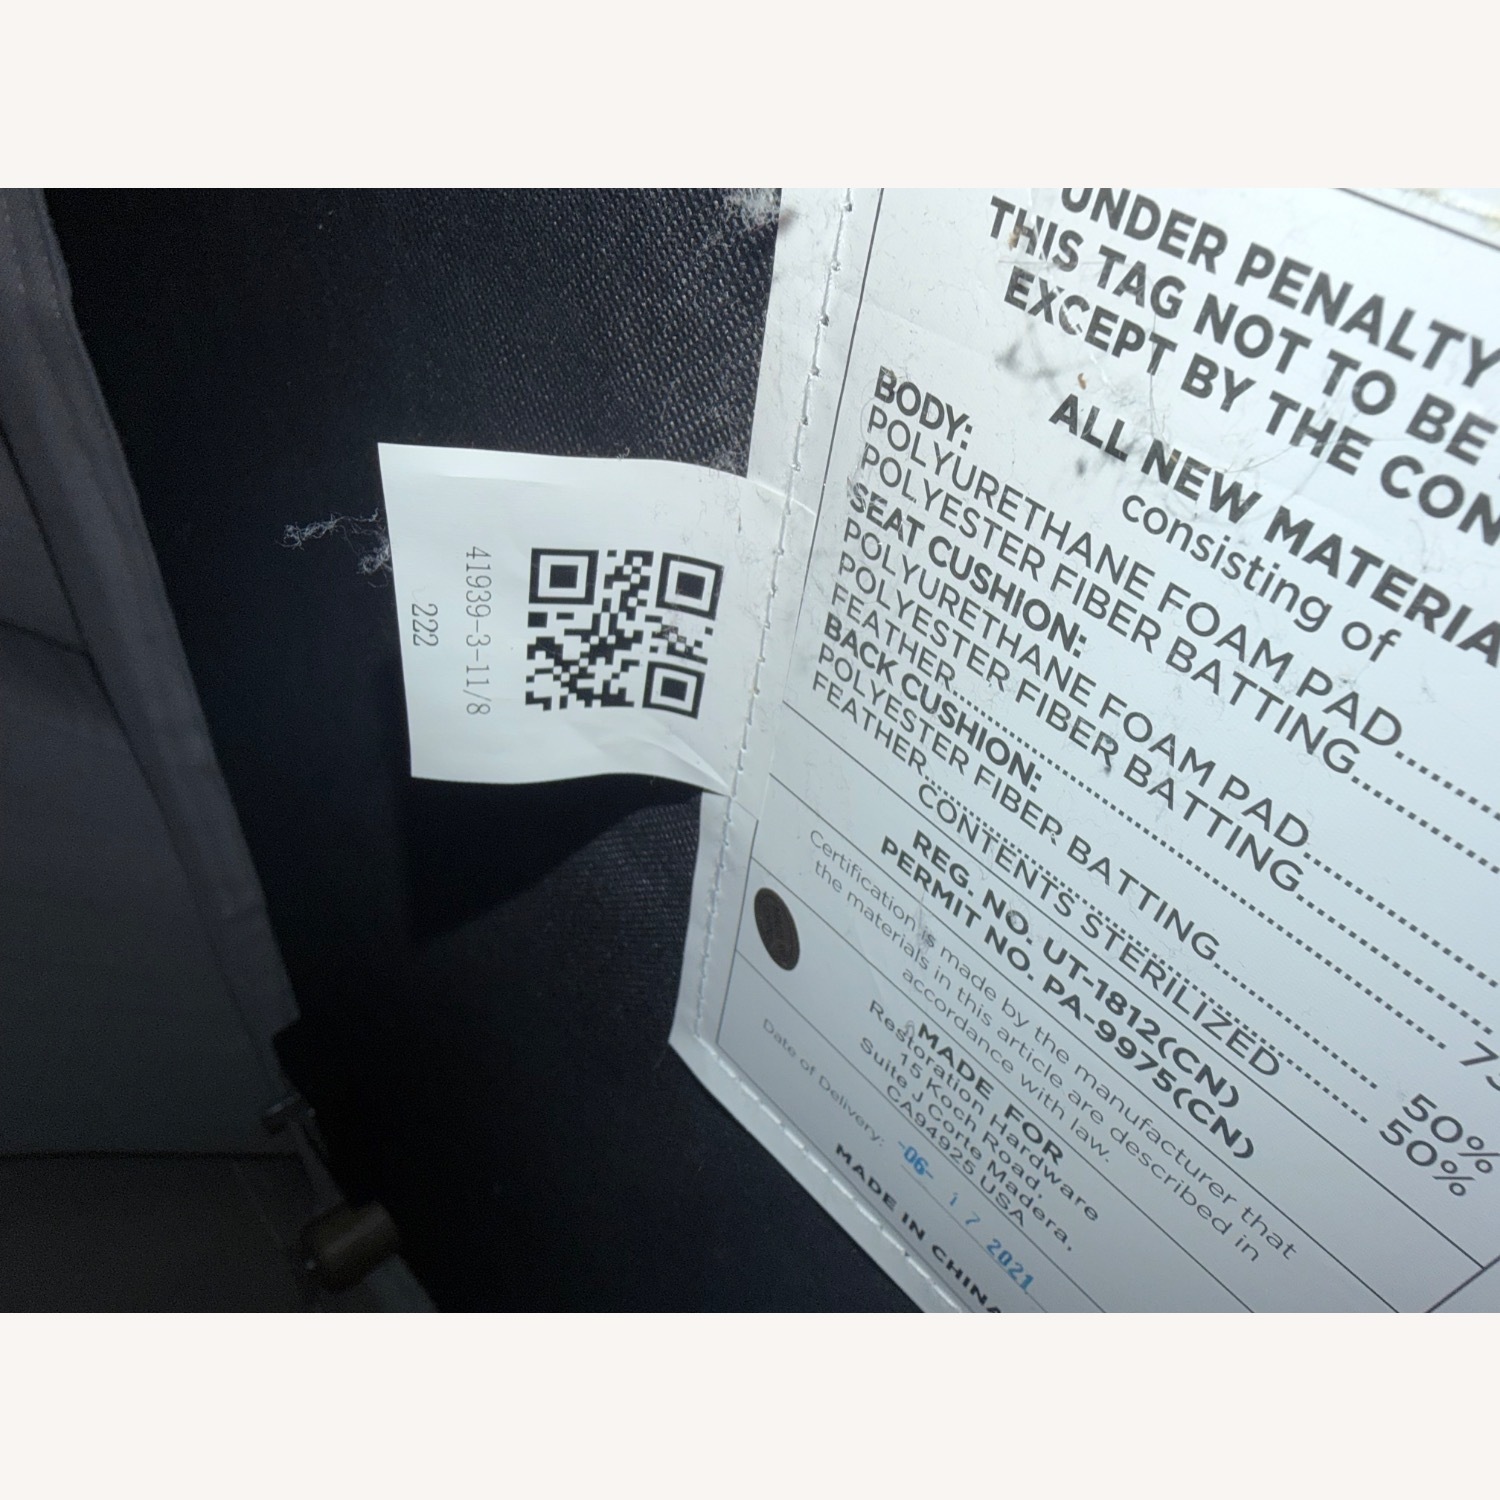 41939-3-11/8
222
UNDER PENALTY
THIS TAG NOT TO BE
EXCEPT BY THE CON
ALL NEW MATERIA
consisting of
BODY:
POLYURETHANE FOAM PAD
POLYESTER FIBER BATTING
SEAT CUSHION:
POLYURETHANE FOAM PAD
POLYESTER FIBER BATTING
FEATHER
BACK CUSHION:
POLYESTER FIBER BATTING 50%
FEATHER 50%
CONTENTS STERILIZED
REG. NO. UT-1812(CN)
PERMIT NO. PA-9975(CN)
Certification is made by the manufacturer that
the materials in this article are described in
accordance with law.
MADE FOR
Restoration Hardware
15 Koch Road,
Suite J Corte Madera,
CA94925 USA
Date of Delivery: -06- 17 2021
MADE IN CHINA